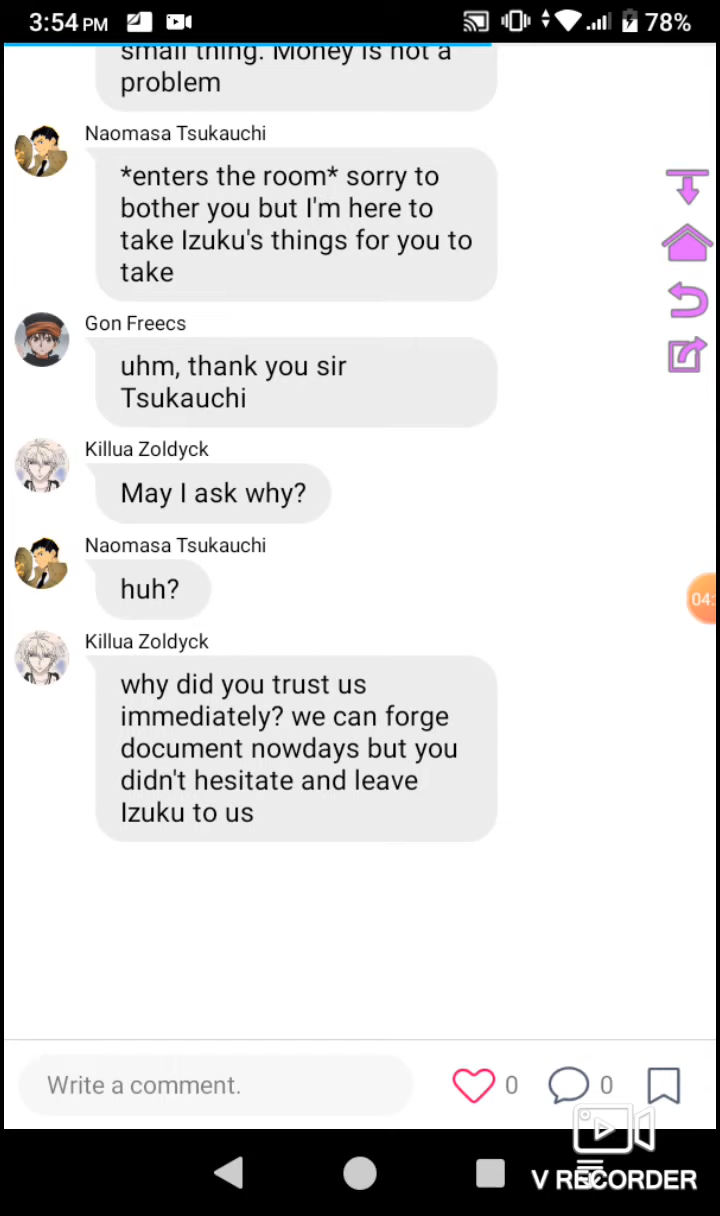 3:54 PM 78%
small thing. Money is not a
problem
Naomasa Tsukauchi
*enters the room* sorry to
bother you but I'm here to
take Izuku's things for you to
take
Gon Freecs
uhm, thank you sir
Tsukauchi
Killua Zoldyck
May I ask why?
Naomasa Tsukauchi
huh?
04:
Killua Zoldyck
why did you trust us
immediately? we can forge
document nowdays but you
didn't hesitate and leave
Izuku to us
Write a comment. 0 0
V RECORDER